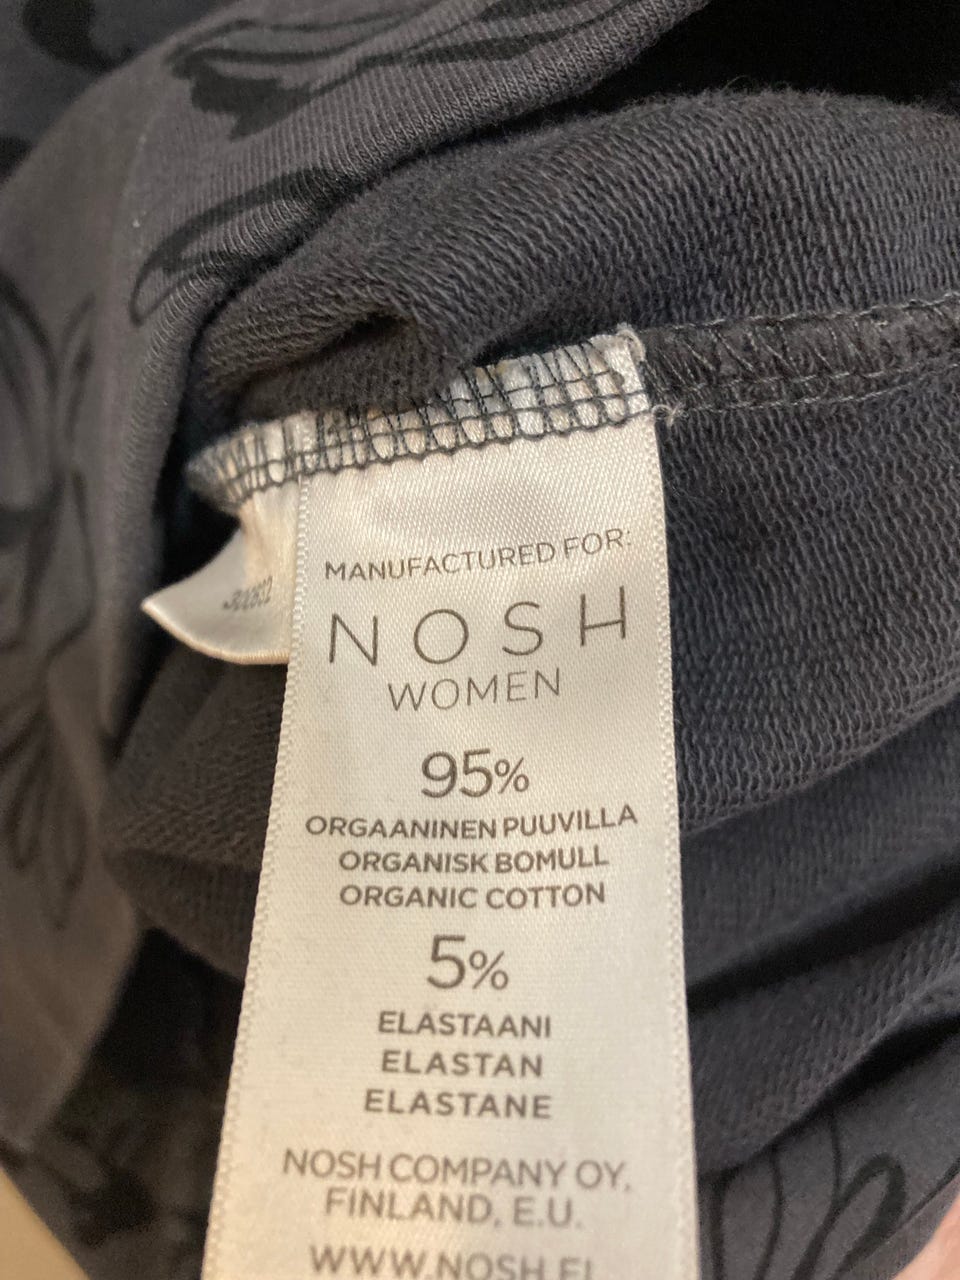 MANUFACTURED FOR:
NOSH
WOMEN
95%
ORGAANINEN PUUVILLA
ORGANISK BOMULL
ORGANIC COTTON
5%
ELASTAANI
ELASTAN
ELASTANE
NOSH COMPANY OY,
FINLAND, E.U.
WWW.NOSH.FI